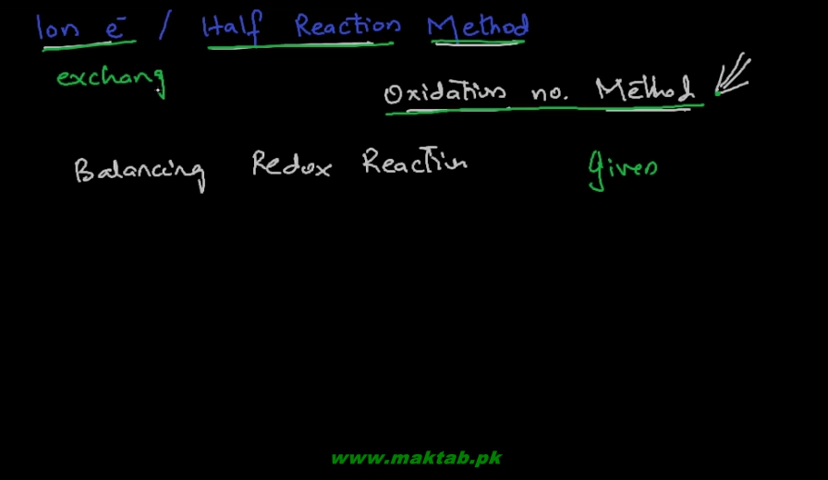 Ion e⁻ / Half Reaction Method
exchang
Oxidation no. Method
Balancing Redox Reaction
given
www.maktab.pk